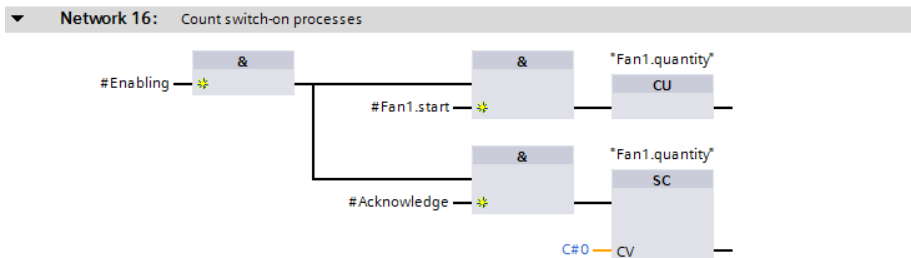 Network 16: Count switch-on processes
& & "Fan1.quantity"
#Enabling CU
#Fan1.start
& "Fan1.quantity"
SC
#Acknowledge
C#0 CV